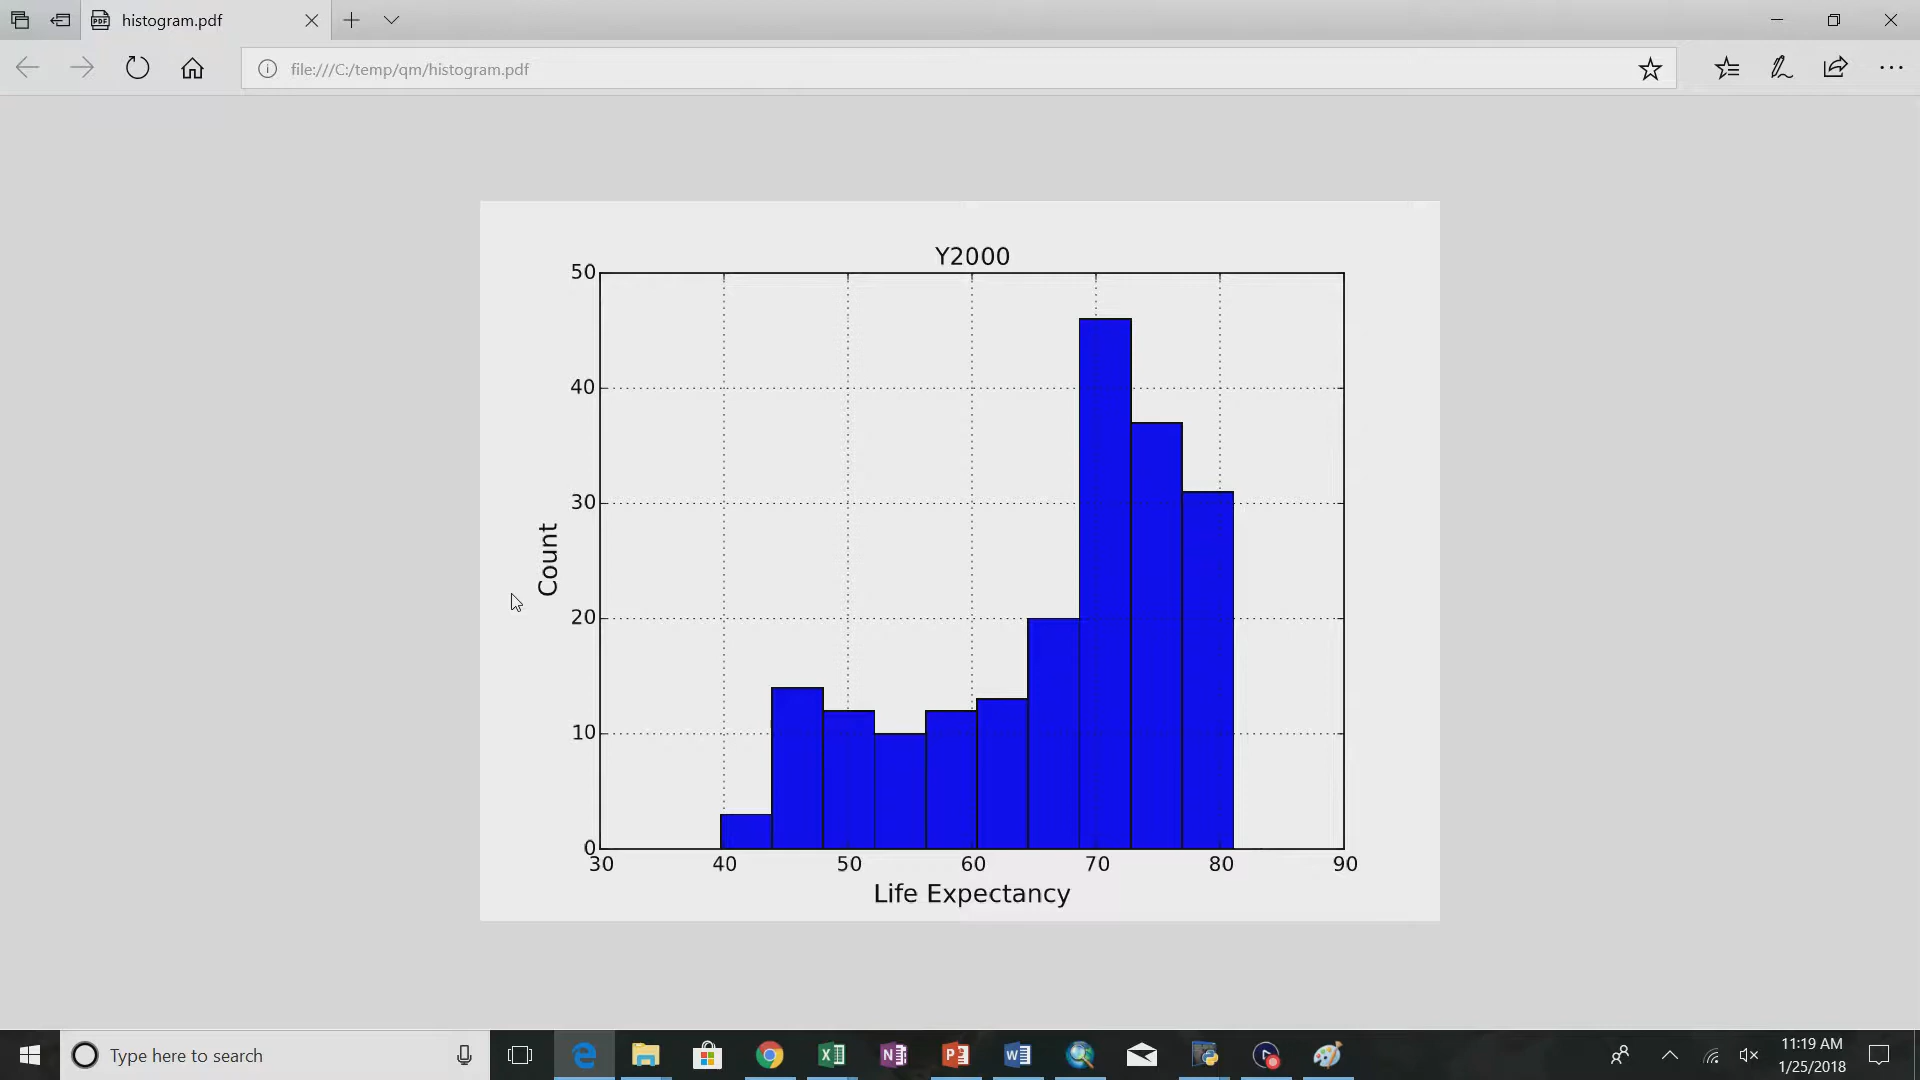 histogram.pdf
file:///C:/temp/qm/histogram.pdf
Y2000
50
40
30
20
10
0
Count
30 40 50 60 70 80 90
Life Expectancy
Type here to search
11:19 AM
1/25/2018